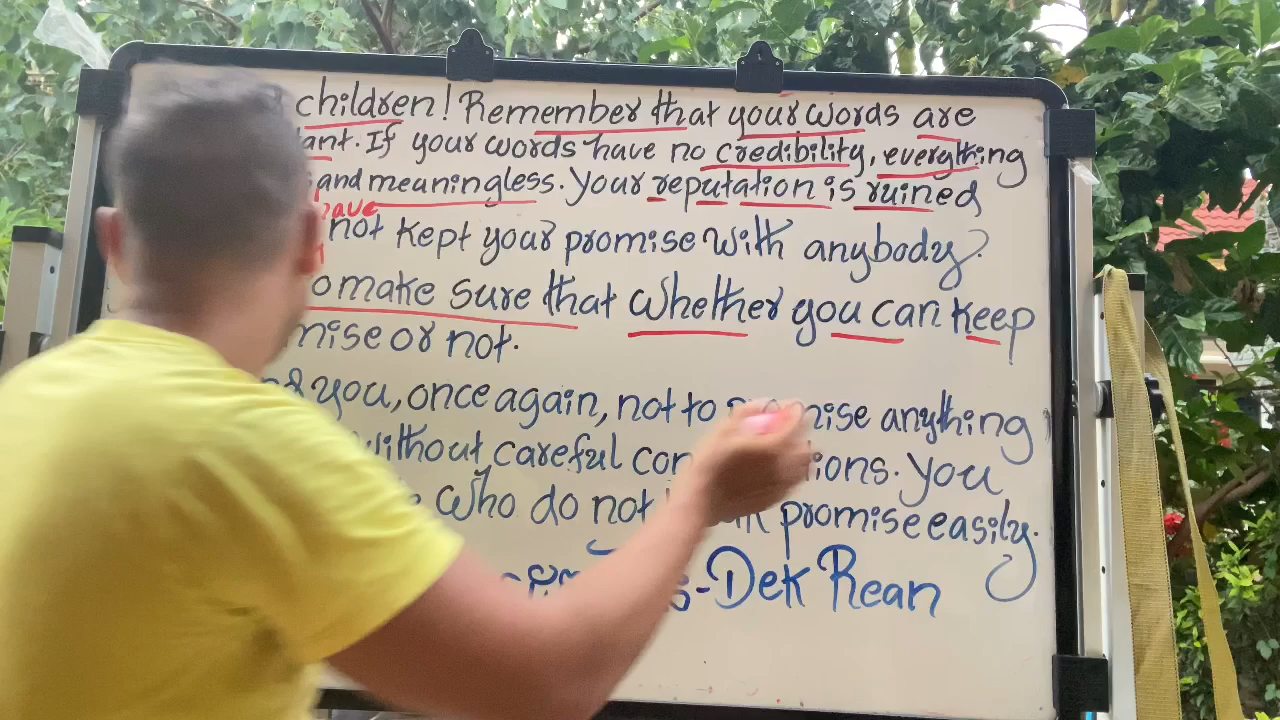 children! Remember that your words are
ant. If your words have no credibility, everything
and meaningless. Your reputation is ruined
have
not kept your promise with anybody.
o make sure that whether you can keep
mise or not.
you, once again, not to anything
without careful You
who do not promise easily.
-Dek Rean